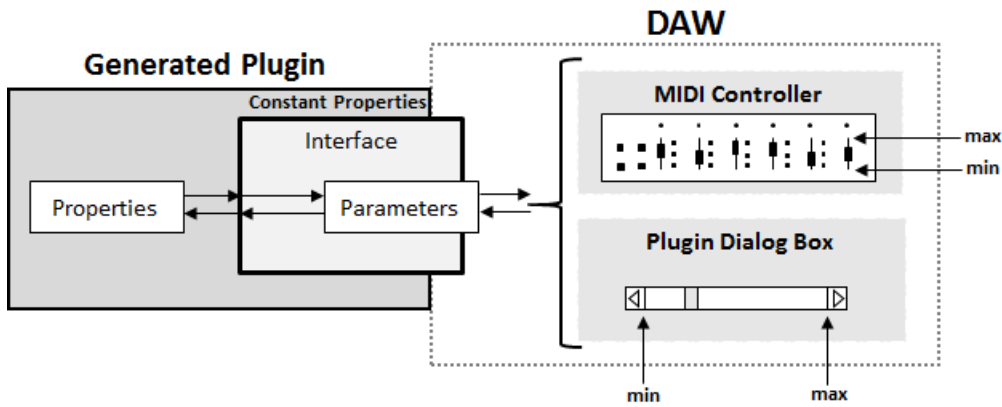 DAW
Generated Plugin
Constant Properties
MIDI Controller
Interface
max
min
Properties
Parameters
Plugin Dialog Box
min
max